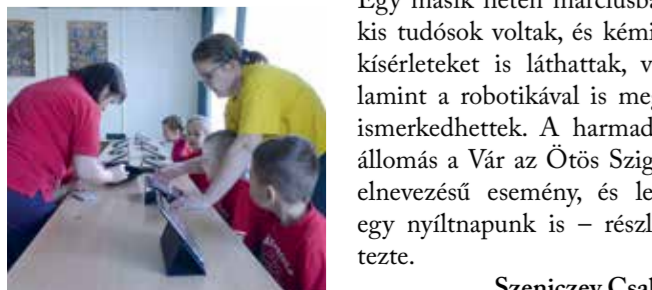 Egy másik héten márciusba
kis tudósok voltak, és kémi
kísérleteket is láthattak, v
lamint a robotikával is meg
ismerkedhettek. A harmad
állomás a Vár az Ötös Szig
elnevezésű esemény, és le
egy nyíltnapunk is – részl
tezte.
Szeniczey Csal